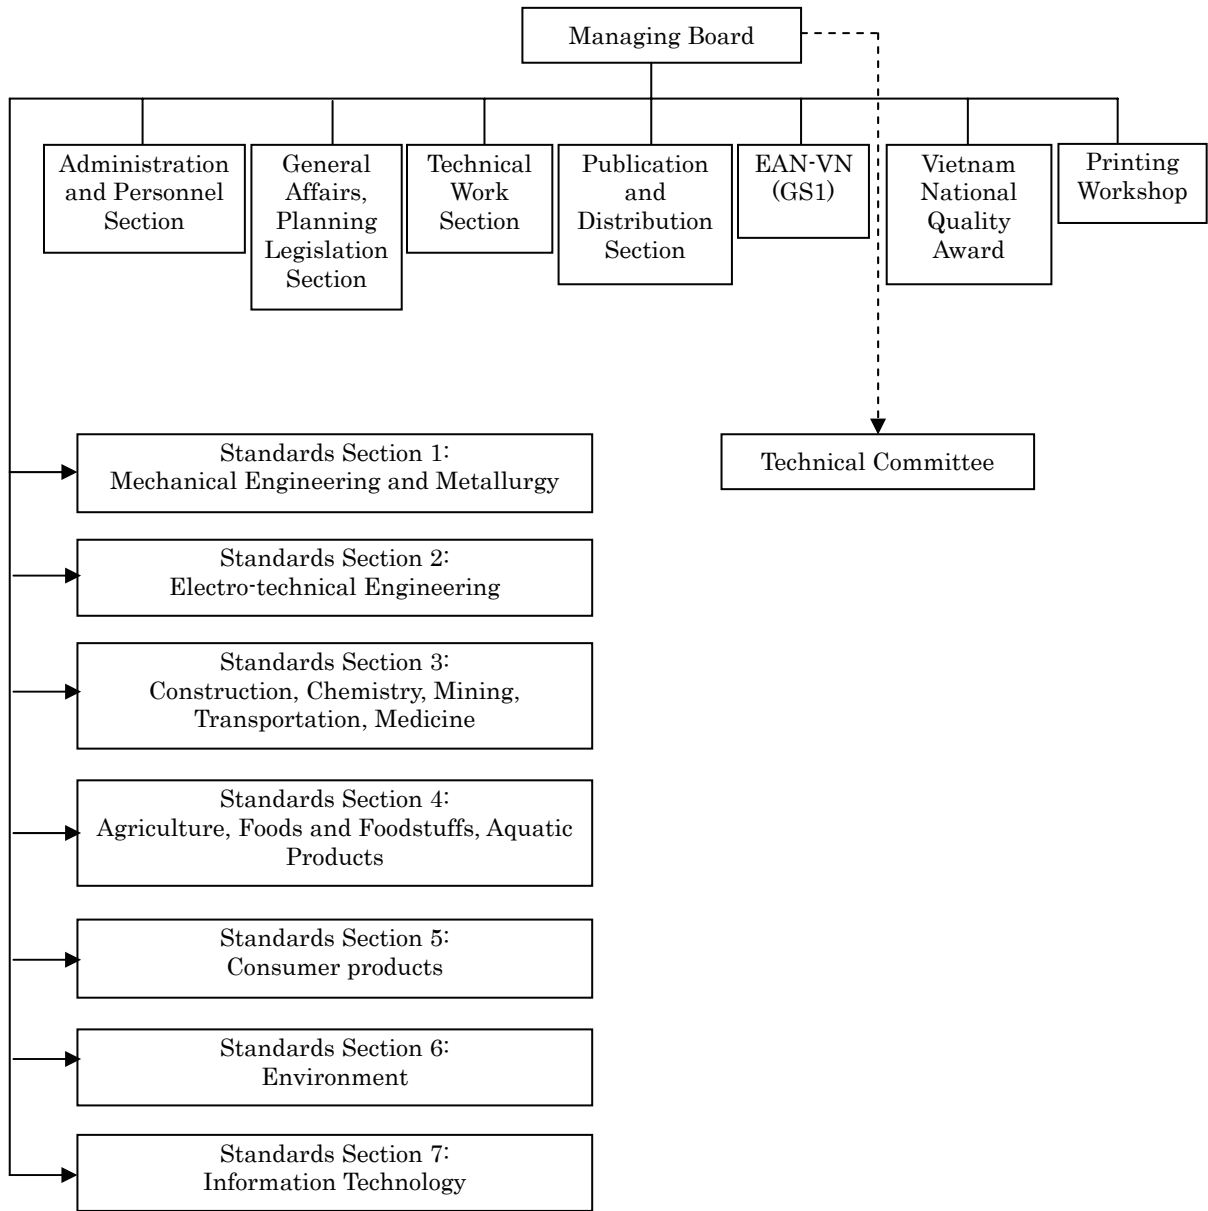 Managing Board
Administration
and Personnel
Section
General
Affairs,
Planning
Legislation
Section
Technical
Work
Section
Publication
and
Distribution
Section
EAN-VN
(GS1)
Vietnam
National
Quality
Award
Printing
Workshop
Standards Section 1:
Mechanical Engineering and Metallurgy
Technical Committee
Standards Section 2:
Electro-technical Engineering
Standards Section 3:
Construction, Chemistry, Mining,
Transportation, Medicine
Standards Section 4:
Agriculture, Foods and Foodstuffs, Aquatic
Products
Standards Section 5:
Consumer products
Standards Section 6:
Environment
Standards Section 7:
Information Technology